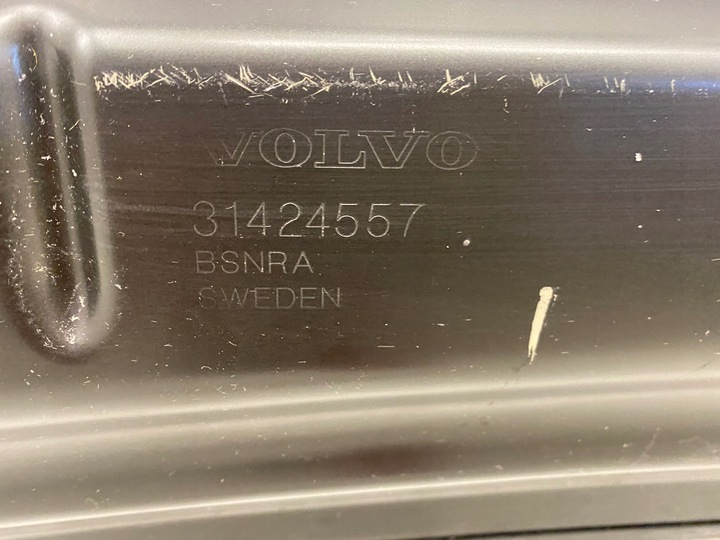 VOLVO
31424557
BSNRA
SWEDEN